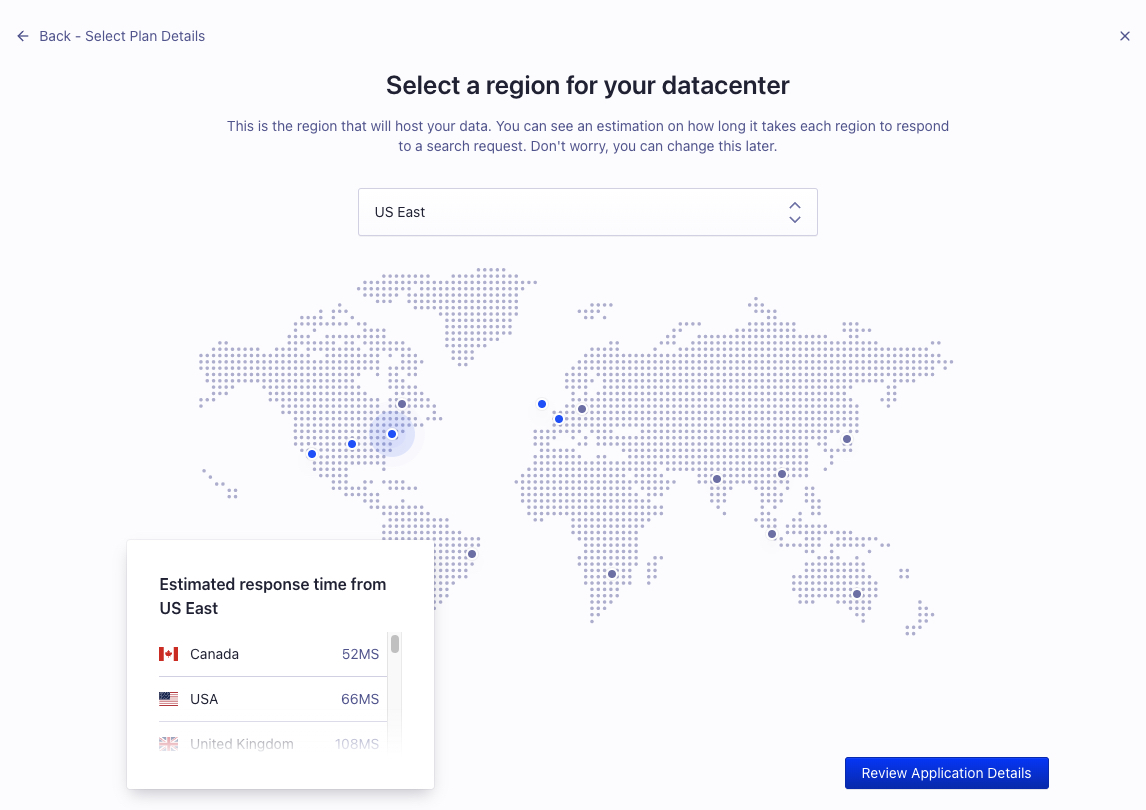 Back - Select Plan Details
Select a region for your datacenter
This is the region that will host your data. You can see an estimation on how long it takes each region to respond
to a search request. Don't worry, you can change this later.
US East
Estimated response time from
US East
Canada 52MS
USA 66MS
United Kingdom 108MS
Review Application Details